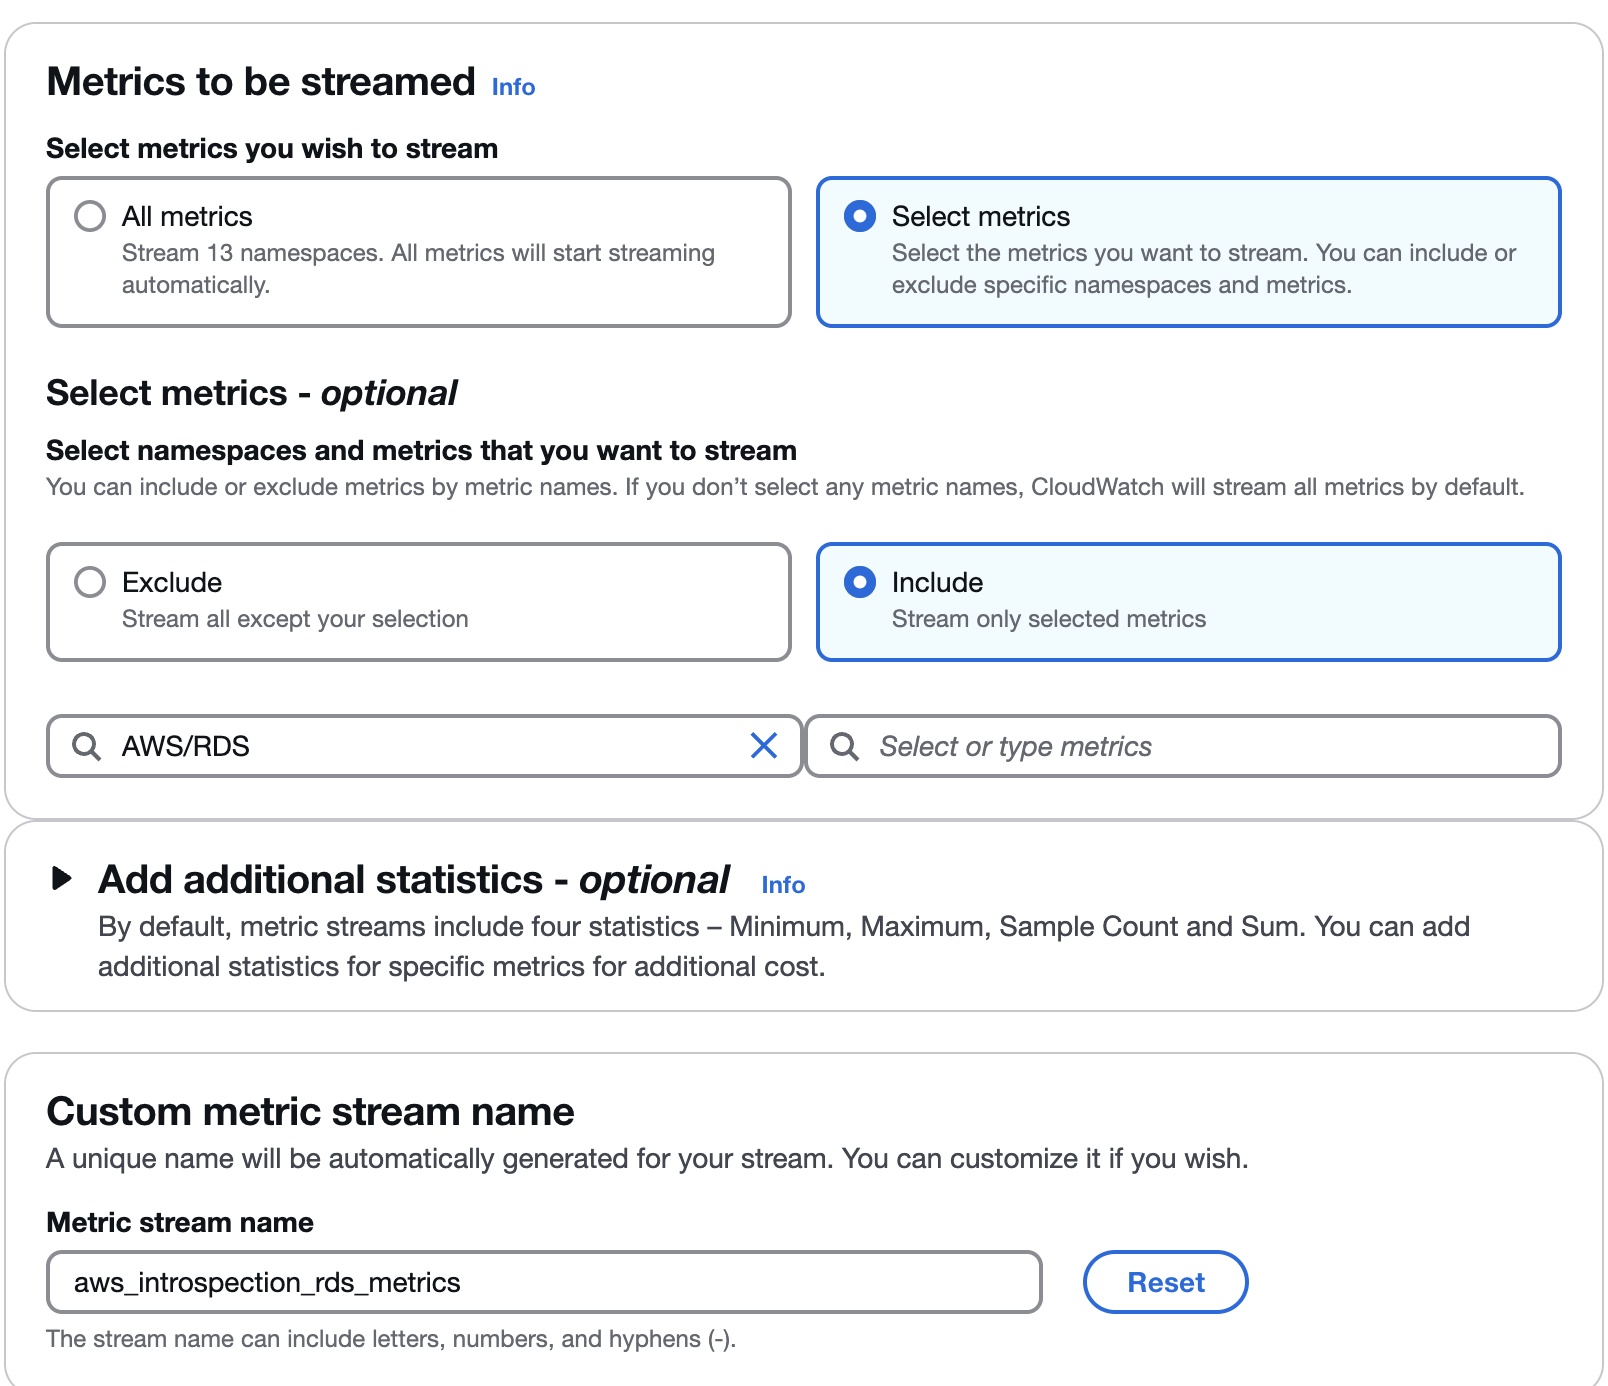 Metrics to be streamed Info
Select metrics you wish to stream
All metrics
Stream 13 namespaces. All metrics will start streaming
automatically.
Select metrics
Select the metrics you want to stream. You can include or
exclude specific namespaces and metrics.
Select metrics - optional
Select namespaces and metrics that you want to stream
You can include or exclude metrics by metric names. If you don’t select any metric names, CloudWatch will stream all metrics by default.
Exclude
Stream all except your selection
Include
Stream only selected metrics
AWS/RDS
Select or type metrics
Add additional statistics - optional Info
By default, metric streams include four statistics – Minimum, Maximum, Sample Count and Sum. You can add
additional statistics for specific metrics for additional cost.
Custom metric stream name
A unique name will be automatically generated for your stream. You can customize it if you wish.
Metric stream name
aws_introspection_rds_metrics
Reset
The stream name can include letters, numbers, and hyphens (-).